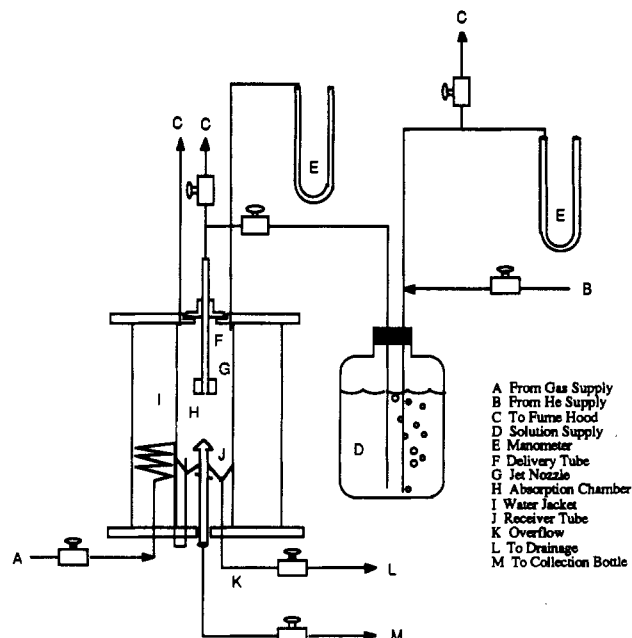 C
C
C
E
E
B
F
G
I
H
J
D
A
K
L
M
A From Gas Supply
B From He Supply
C To Fume Hood
D Solution Supply
E Manometer
F Delivery Tube
G Jet Nozzle
H Absorption Chamber
I Water Jacket
J Receiver Tube
K Overflow
L To Drainage
M To Collection Bottle